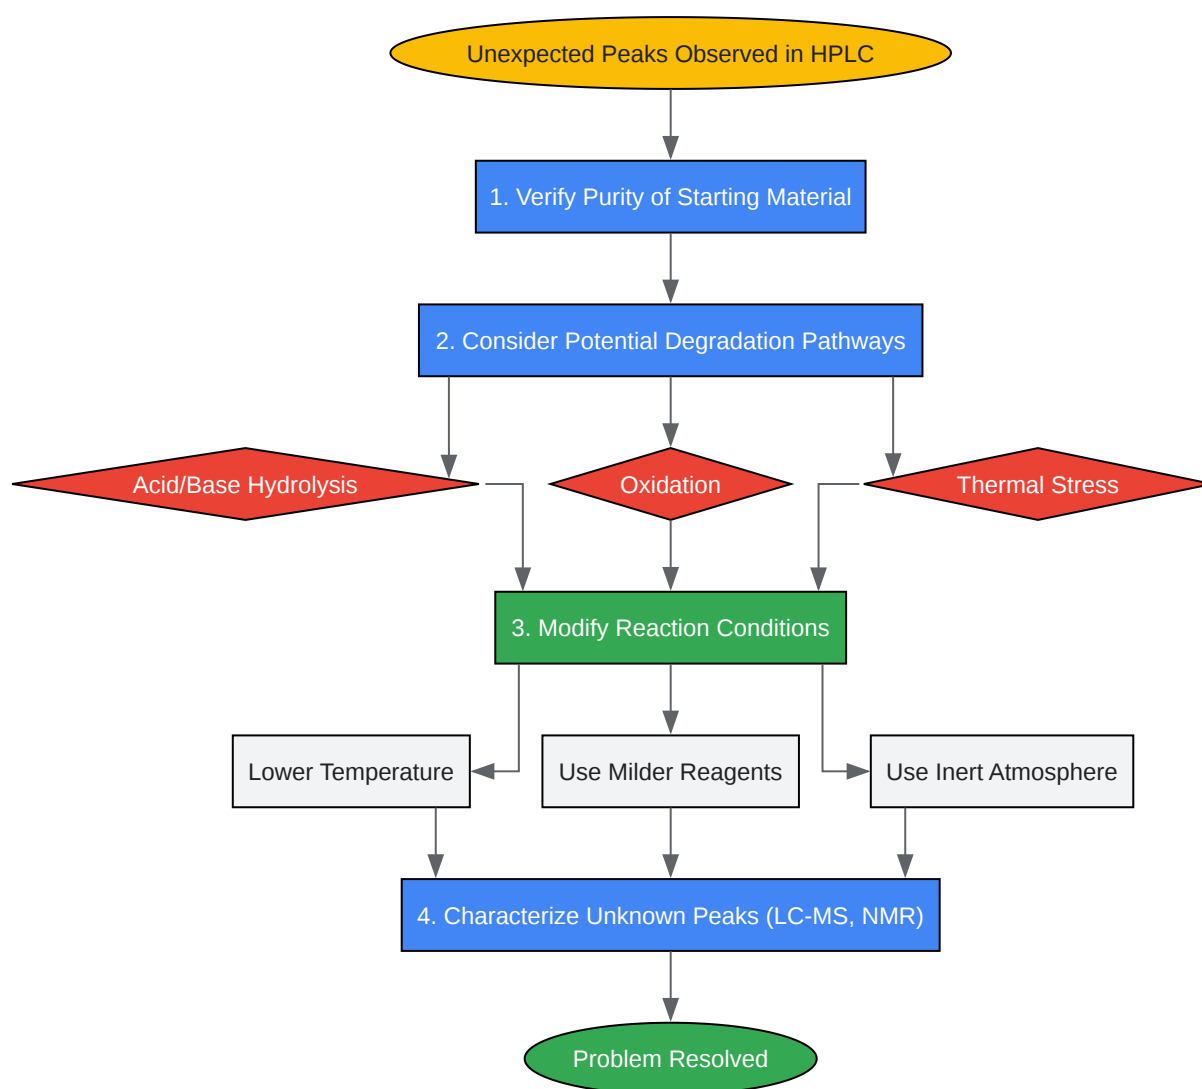 Unexpected Peaks Observed in HPLC
1. Verify Purity of Starting Material
2. Consider Potential Degradation Pathways
Acid/Base Hydrolysis
Oxidation
Thermal Stress
3. Modify Reaction Conditions
Lower Temperature
Use Milder Reagents
Use Inert Atmosphere
4. Characterize Unknown Peaks (LC-MS, NMR)
Problem Resolved